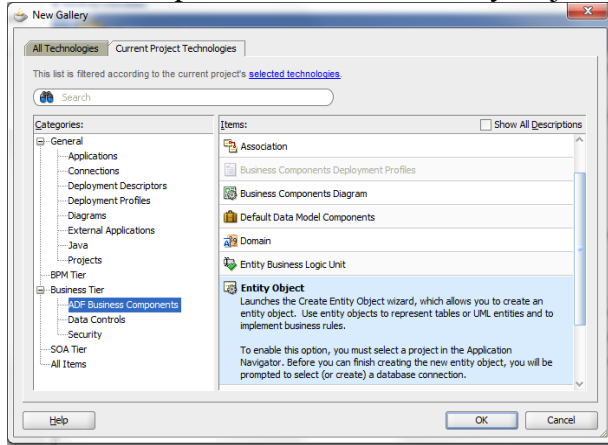 New Gallery
All Technologies
Current Project Technologies
This list is filtered according to the current project's selected technologies.
Search
Categories:
General
Applications
Connections
Deployment Descriptors
Deployment Profiles
Diagrams
External Applications
Java
Projects
BPM Tier
Business Tier
ADF Business Components
Data Controls
Security
SOA Tier
All Items
Items:
Show All Descriptions
Association
Business Components Deployment Profiles
Business Components Diagram
Default Data Model Components
Domain
Entity Business Logic Unit
Entity Object
Launches the Create Entity Object wizard, which allows you to create an
entity object. Use entity objects to represent tables or UML entities and to
implement business rules.
To enable this option, you must select a project in the Application
Navigator. Before you can finish creating the new entity object, you will be
prompted to select (or create) a database connection.
Help
OK
Cancel